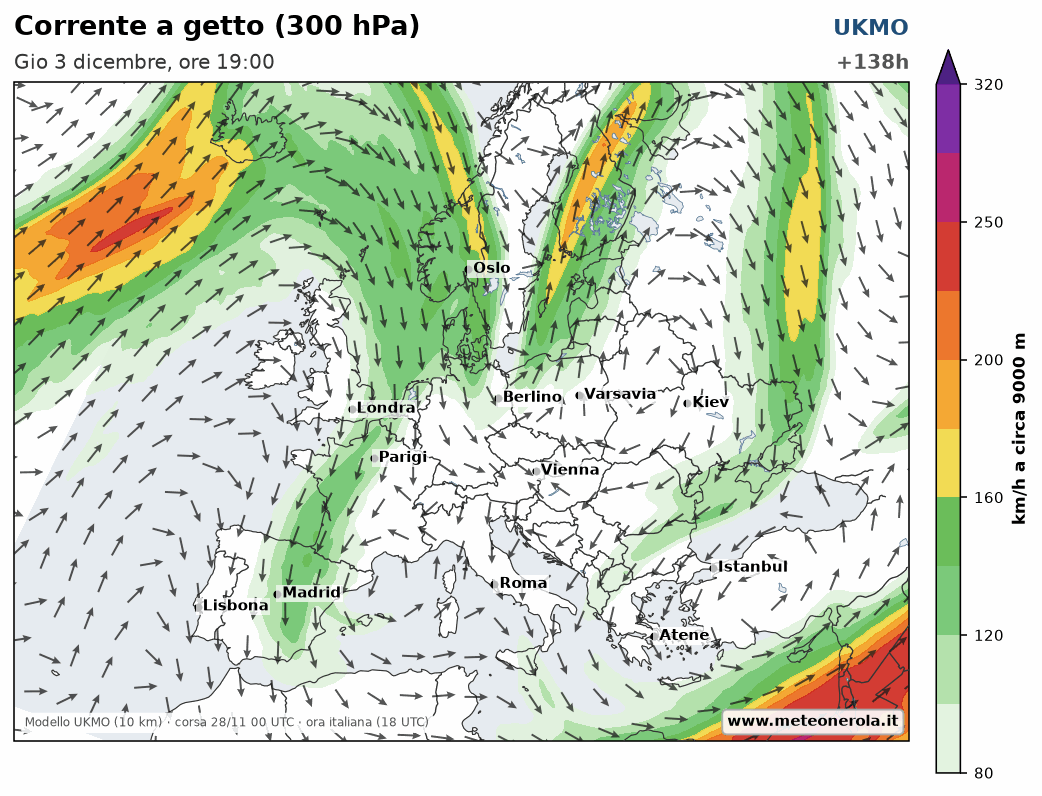 Corrente a getto (300 hPa)
UKMO
Gio 3 dicembre, ore 19:00
+138h
320
250
200
160
120
80
km/h a circa 9000 m
Oslo
Londra
Berlino
Varsavia
Kiev
Parigi
Vienna
Istanbul
Roma
Madrid
Lisbona
Atene
Modello UKMO (10 km) · corsa 28/11 00 UTC · ora italiana (18 UTC)
www.meteonerola.it